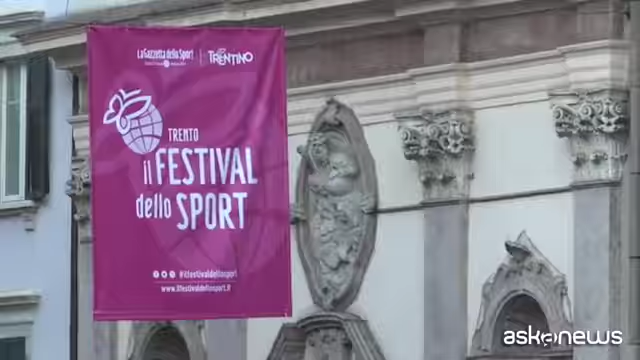 La Gazzetta dello Sport | TRENTINO
TRENTO
il FESTIVAL
dello SPORT
#ilfestivaldellosport
www.ilfestivaldellosport.it
askanews